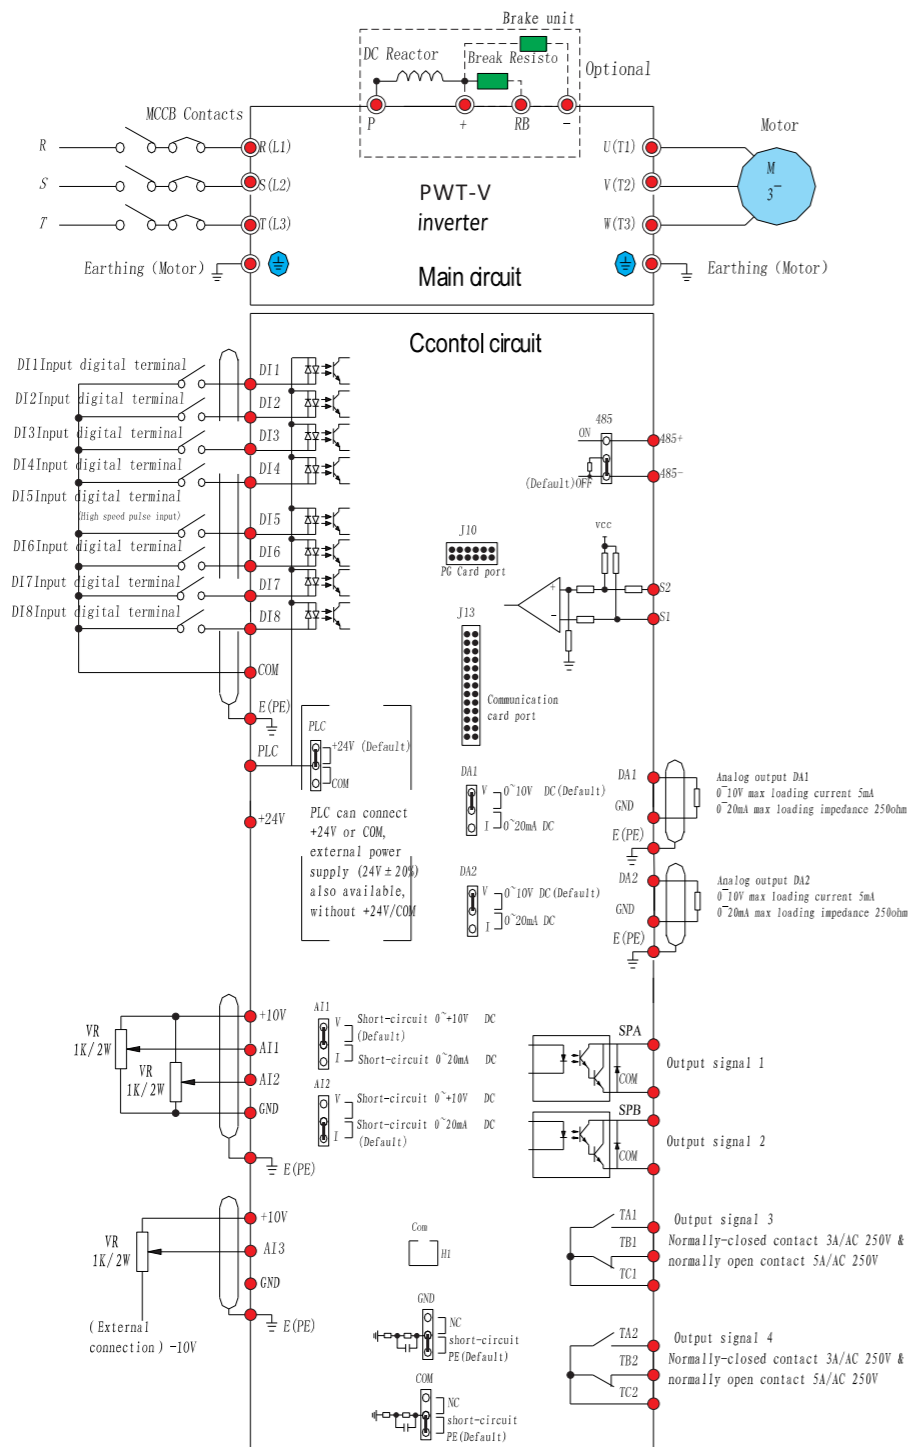 Brake unit
DC Reactor
Break Resisto
Optional
P
+
RB
-
MCCB Contacts
Motor
R
R(L1)
U(T1)
M
3~
S
S(L2)
V(T2)
PWT-V
inverter
T
T(L3)
W(T3)
Earthing (Motor)
Main circuit
Earthing (Motor)
Ccontol circuit
DI1Input digital terminal
DI1
DI2Input digital terminal
DI2
DI3Input digital terminal
DI3
DI4Input digital terminal
DI4
DI5Input digital terminal
(High speed pulse input)
DI5
DI6Input digital terminal
DI6
DI7Input digital terminal
DI7
DI8Input digital terminal
DI8
COM
E(PE)
PLC
+24V
485
ON
485+
(Default)OFF
485-
J10
PG Card port
vcc
+
-
S2
S1
J13
Communication
card port
PLC
+24V (Default)
COM
PLC can connect
+24V or COM,
external power
supply (24V±20%)
also available,
without +24V/COM
DA1
V
0~10V DC(Default)
I
0~20mA DC
DA2
V
0~10V DC(Default)
I
0~20mA DC
DA1
GND
E(PE)
Analog output DA1
0~10V max loading current 5mA
0~20mA max loading impedance 250ohm
DA2
GND
E(PE)
Analog output DA2
0~10V max loading current 5mA
0~20mA max loading impedance 250ohm
VR
1K/2W
VR
1K/2W
+10V
AI1
AI2
GND
E(PE)
AI1
V
Short-circuit 0~+10V DC
(Default)
I
Short-circuit 0~20mA DC
AI2
V
Short-circuit 0~+10V DC
Short-circuit 0~20mA DC
I
(Default)
SPA
COM
Output signal 1
SPB
COM
Output signal 2
VR
1K/2W
+10V
AI3
GND
E(PE)
(External
connection) -10V
Com
H1
GND
NC
short-circuit
PE(Default)
COM
NC
short-circuit
PE(Default)
TA1
TB1
TC1
Output signal 3
Normally-closed contact 3A/AC 250V &
normally open contact 5A/AC 250V
TA2
TB2
TC2
Output signal 4
Normally-closed contact 3A/AC 250V &
normally open contact 5A/AC 250V